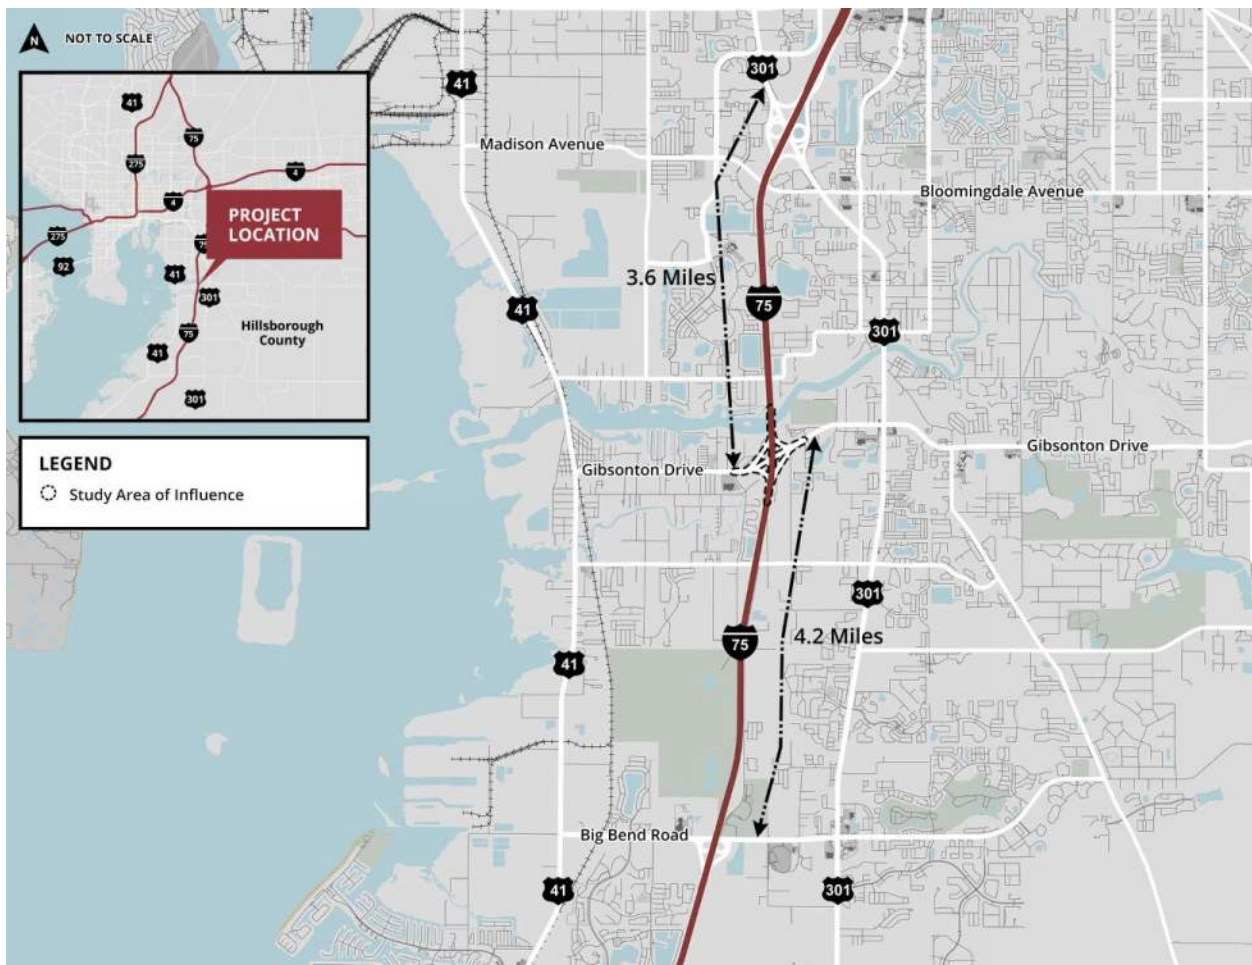 N
NOT TO SCALE
41
75
275
4
4
PROJECT
LOCATION
275
92
75
41
301
75
Hillsborough
County
41
301
LEGEND
Study Area of Influence
301
41
Madison Avenue
Bloomingdale Avenue
3.6 Miles
75
41
301
Gibsonton Drive
Gibsonton Drive
301
75
4.2 Miles
41
Big Bend Road
41
301